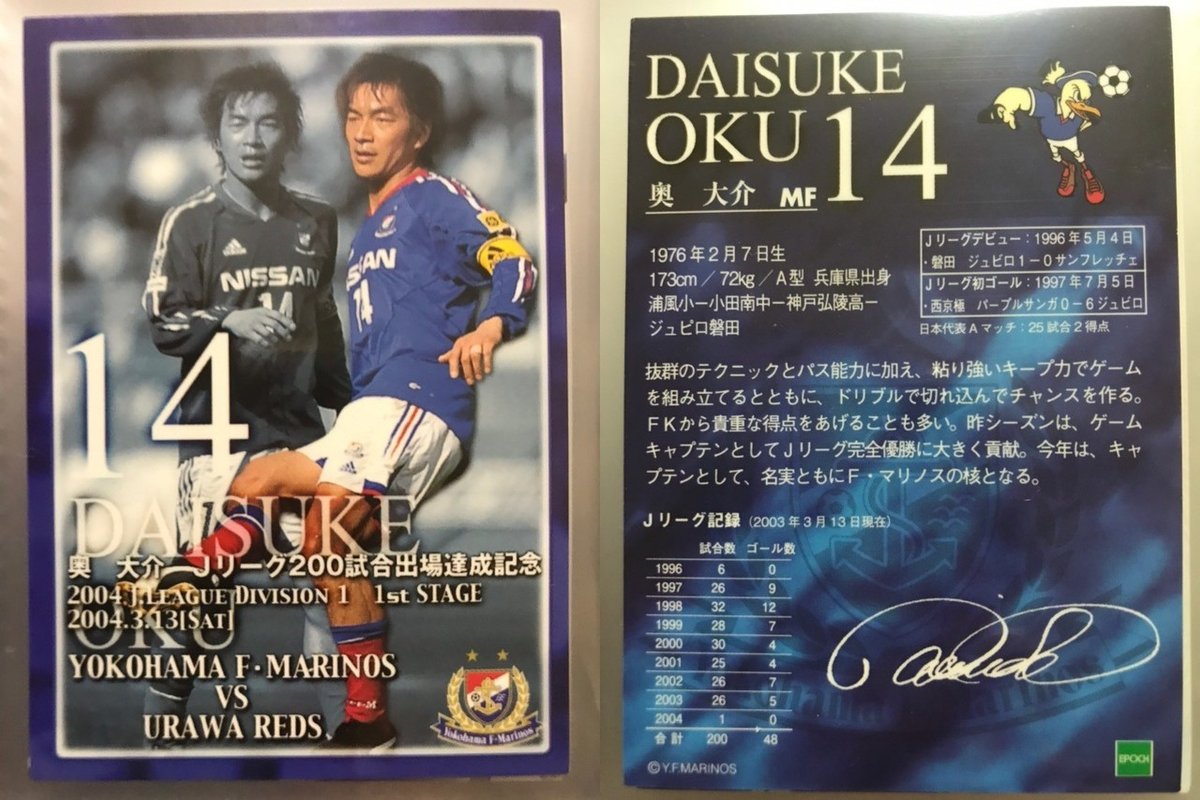 NISSAN
14
NISSAN
14
14
DAISUKE
OKU
奥 大介 Jリーグ200試合出場達成記念
2004 J.LEAGUE DIVISION 1 1st STAGE
2004.3.13[SAT]
YOKOHAMA F・MARINOS
VS
URAWA REDS
Yokohama F・Marinos
DAISUKE
OKU 14
奥 大介 MF
1976年2月7日生
173cm／72kg／A型 兵庫県出身
浦風小ー小田南中ー神戸弘陵高ー
ジュビロ磐田
Jリーグデビュー：1996年5月4日
・磐田 ジュビロ1－0サンフレッチェ
Jリーグ初ゴール：1997年7月5日
・西京極 パープルサンガ0－6ジュビロ
日本代表Aマッチ：25試合2得点
抜群のテクニックとパス能力に加え、粘り強いキープ力でゲーム
を組み立てるとともに、ドリブルで切れ込んでチャンスを作る。
FKから貴重な得点をあげることも多い。昨シーズンは、ゲーム
キャプテンとしてJリーグ完全優勝に大きく貢献。今年は、キャ
プテンとして、名実ともにF・マリノスの核となる。
Jリーグ記録（2003年3月13日現在）
試合数 ゴール数
1996 6 0
1997 26 9
1998 32 12
1999 28 7
2000 30 4
2001 25 4
2002 26 7
2003 26 5
2004 1 0
合計 200 48
©Y.F.MARINOS
EPOCH